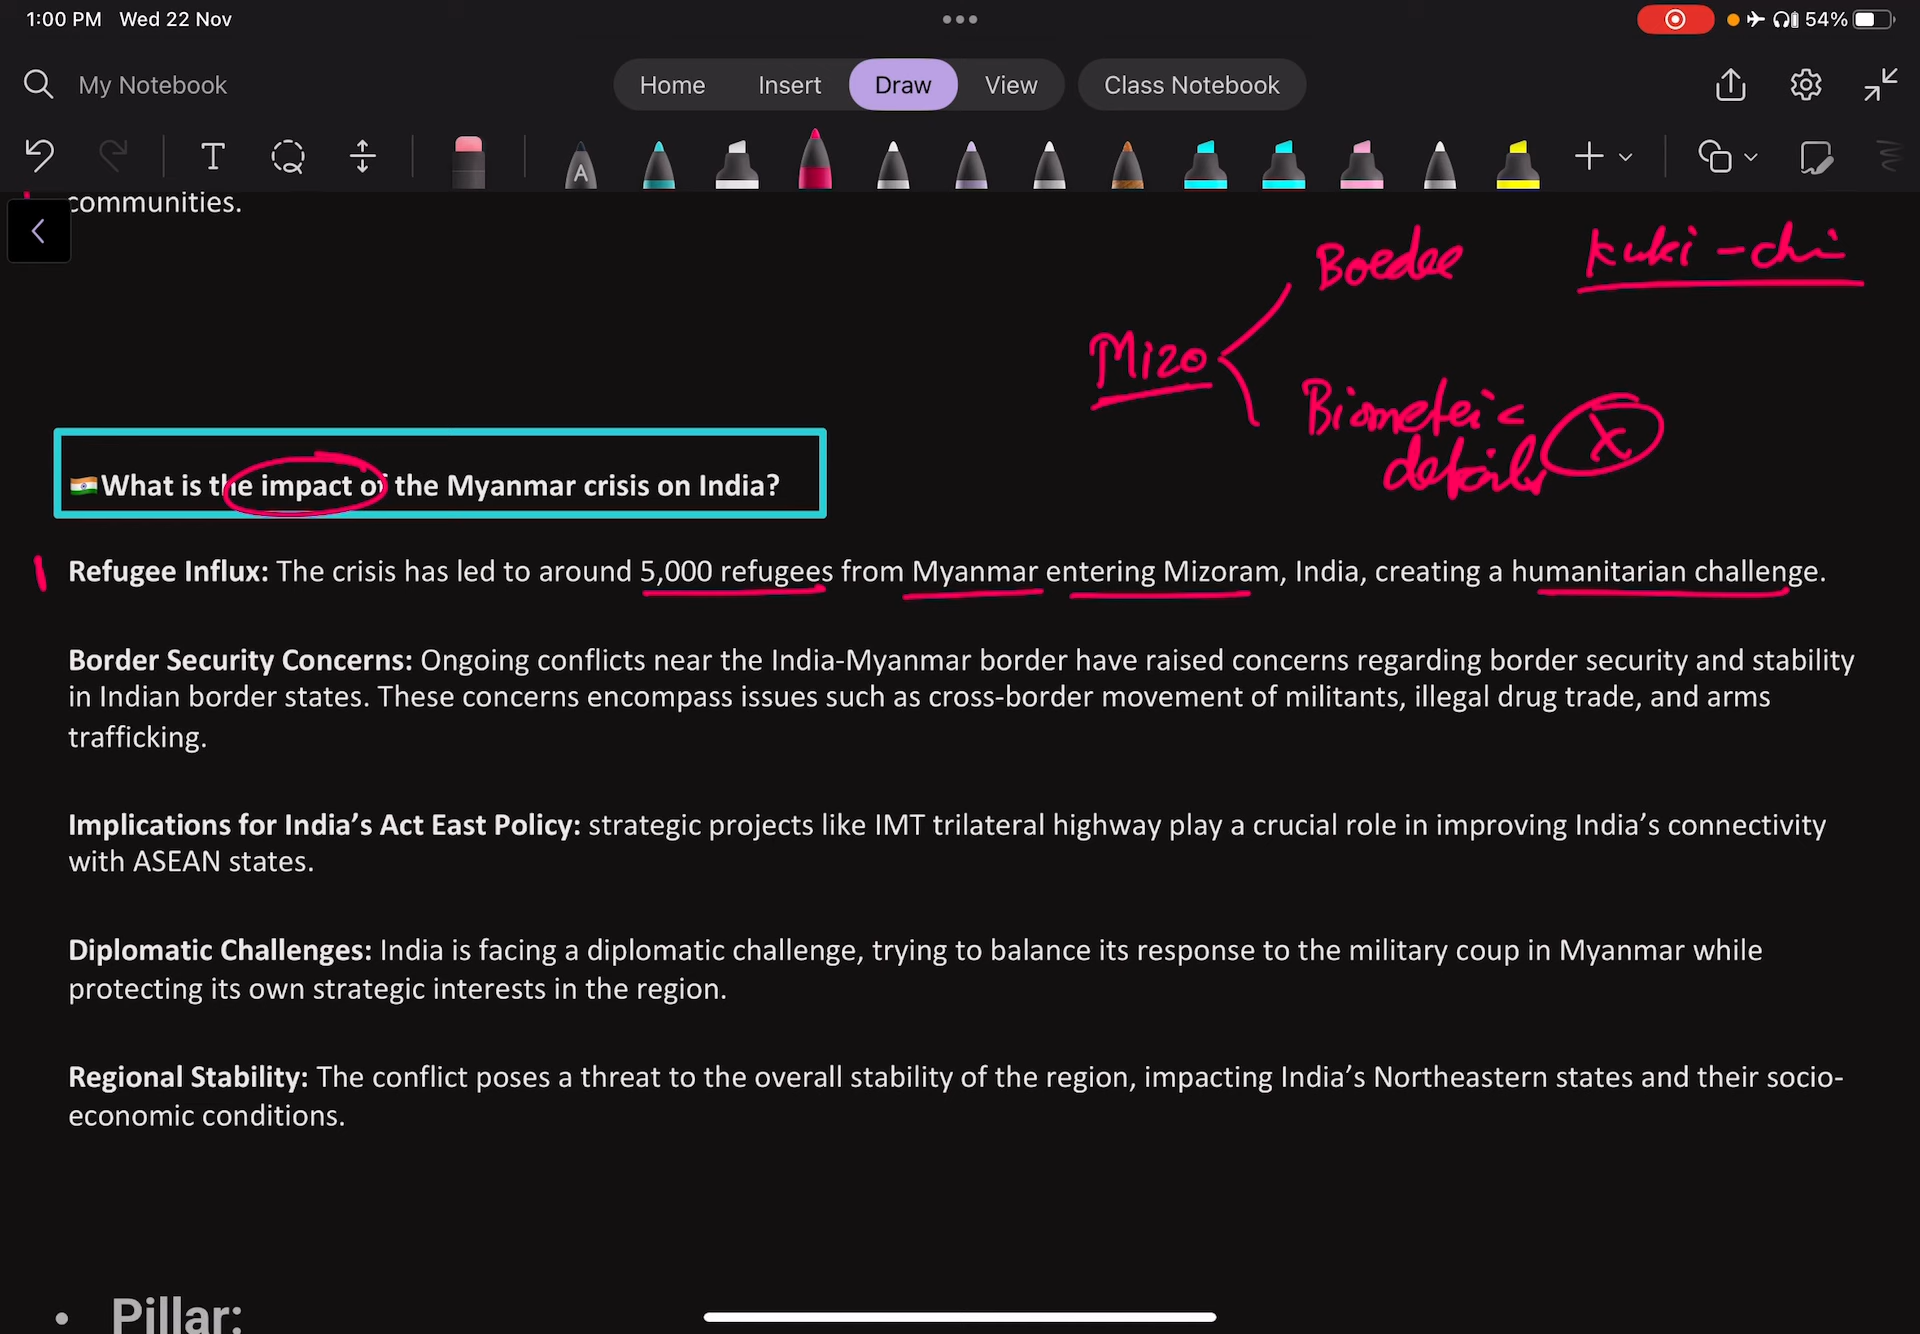 1:00 PM Wed 22 Nov
54%
My Notebook
Home Insert Draw View Class Notebook
T
A
communities.
Boedee
Kuki-chi
Mizo
Biometeic
details X
What is the impact of the Myanmar crisis on India?
1 Refugee Influx: The crisis has led to around 5,000 refugees from Myanmar entering Mizoram, India, creating a humanitarian challenge.
Border Security Concerns: Ongoing conflicts near the India-Myanmar border have raised concerns regarding border security and stability
in Indian border states. These concerns encompass issues such as cross-border movement of militants, illegal drug trade, and arms
trafficking.
Implications for India’s Act East Policy: strategic projects like IMT trilateral highway play a crucial role in improving India’s connectivity
with ASEAN states.
Diplomatic Challenges: India is facing a diplomatic challenge, trying to balance its response to the military coup in Myanmar while
protecting its own strategic interests in the region.
Regional Stability: The conflict poses a threat to the overall stability of the region, impacting India’s Northeastern states and their socio-
economic conditions.
• Pillar: